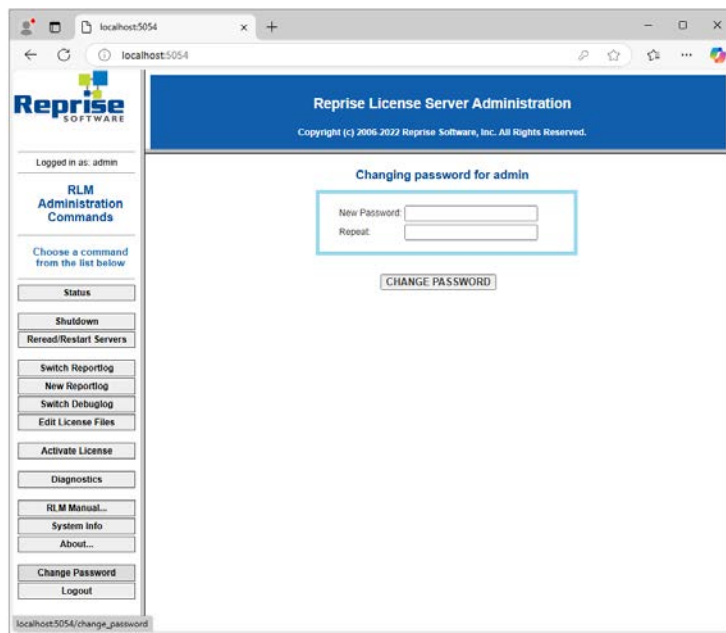 localhost:5054
localhost:5054
Reprise
SOFTWARE
Logged in as: admin
RLM
Administration
Commands
Choose a command
from the list below
Status
Shutdown
Reread/Restart Servers
Switch Reportlog
New Reportlog
Switch Debuglog
Edit License Files
Activate License
Diagnostics
RLM Manual...
System Info
About...
Change Password
Logout
Reprise License Server Administration
Copyright (c) 2006-2022 Reprise Software, Inc. All Rights Reserved.
Changing password for admin
New Password:
Repeat:
CHANGE PASSWORD
localhost:5054/change_password